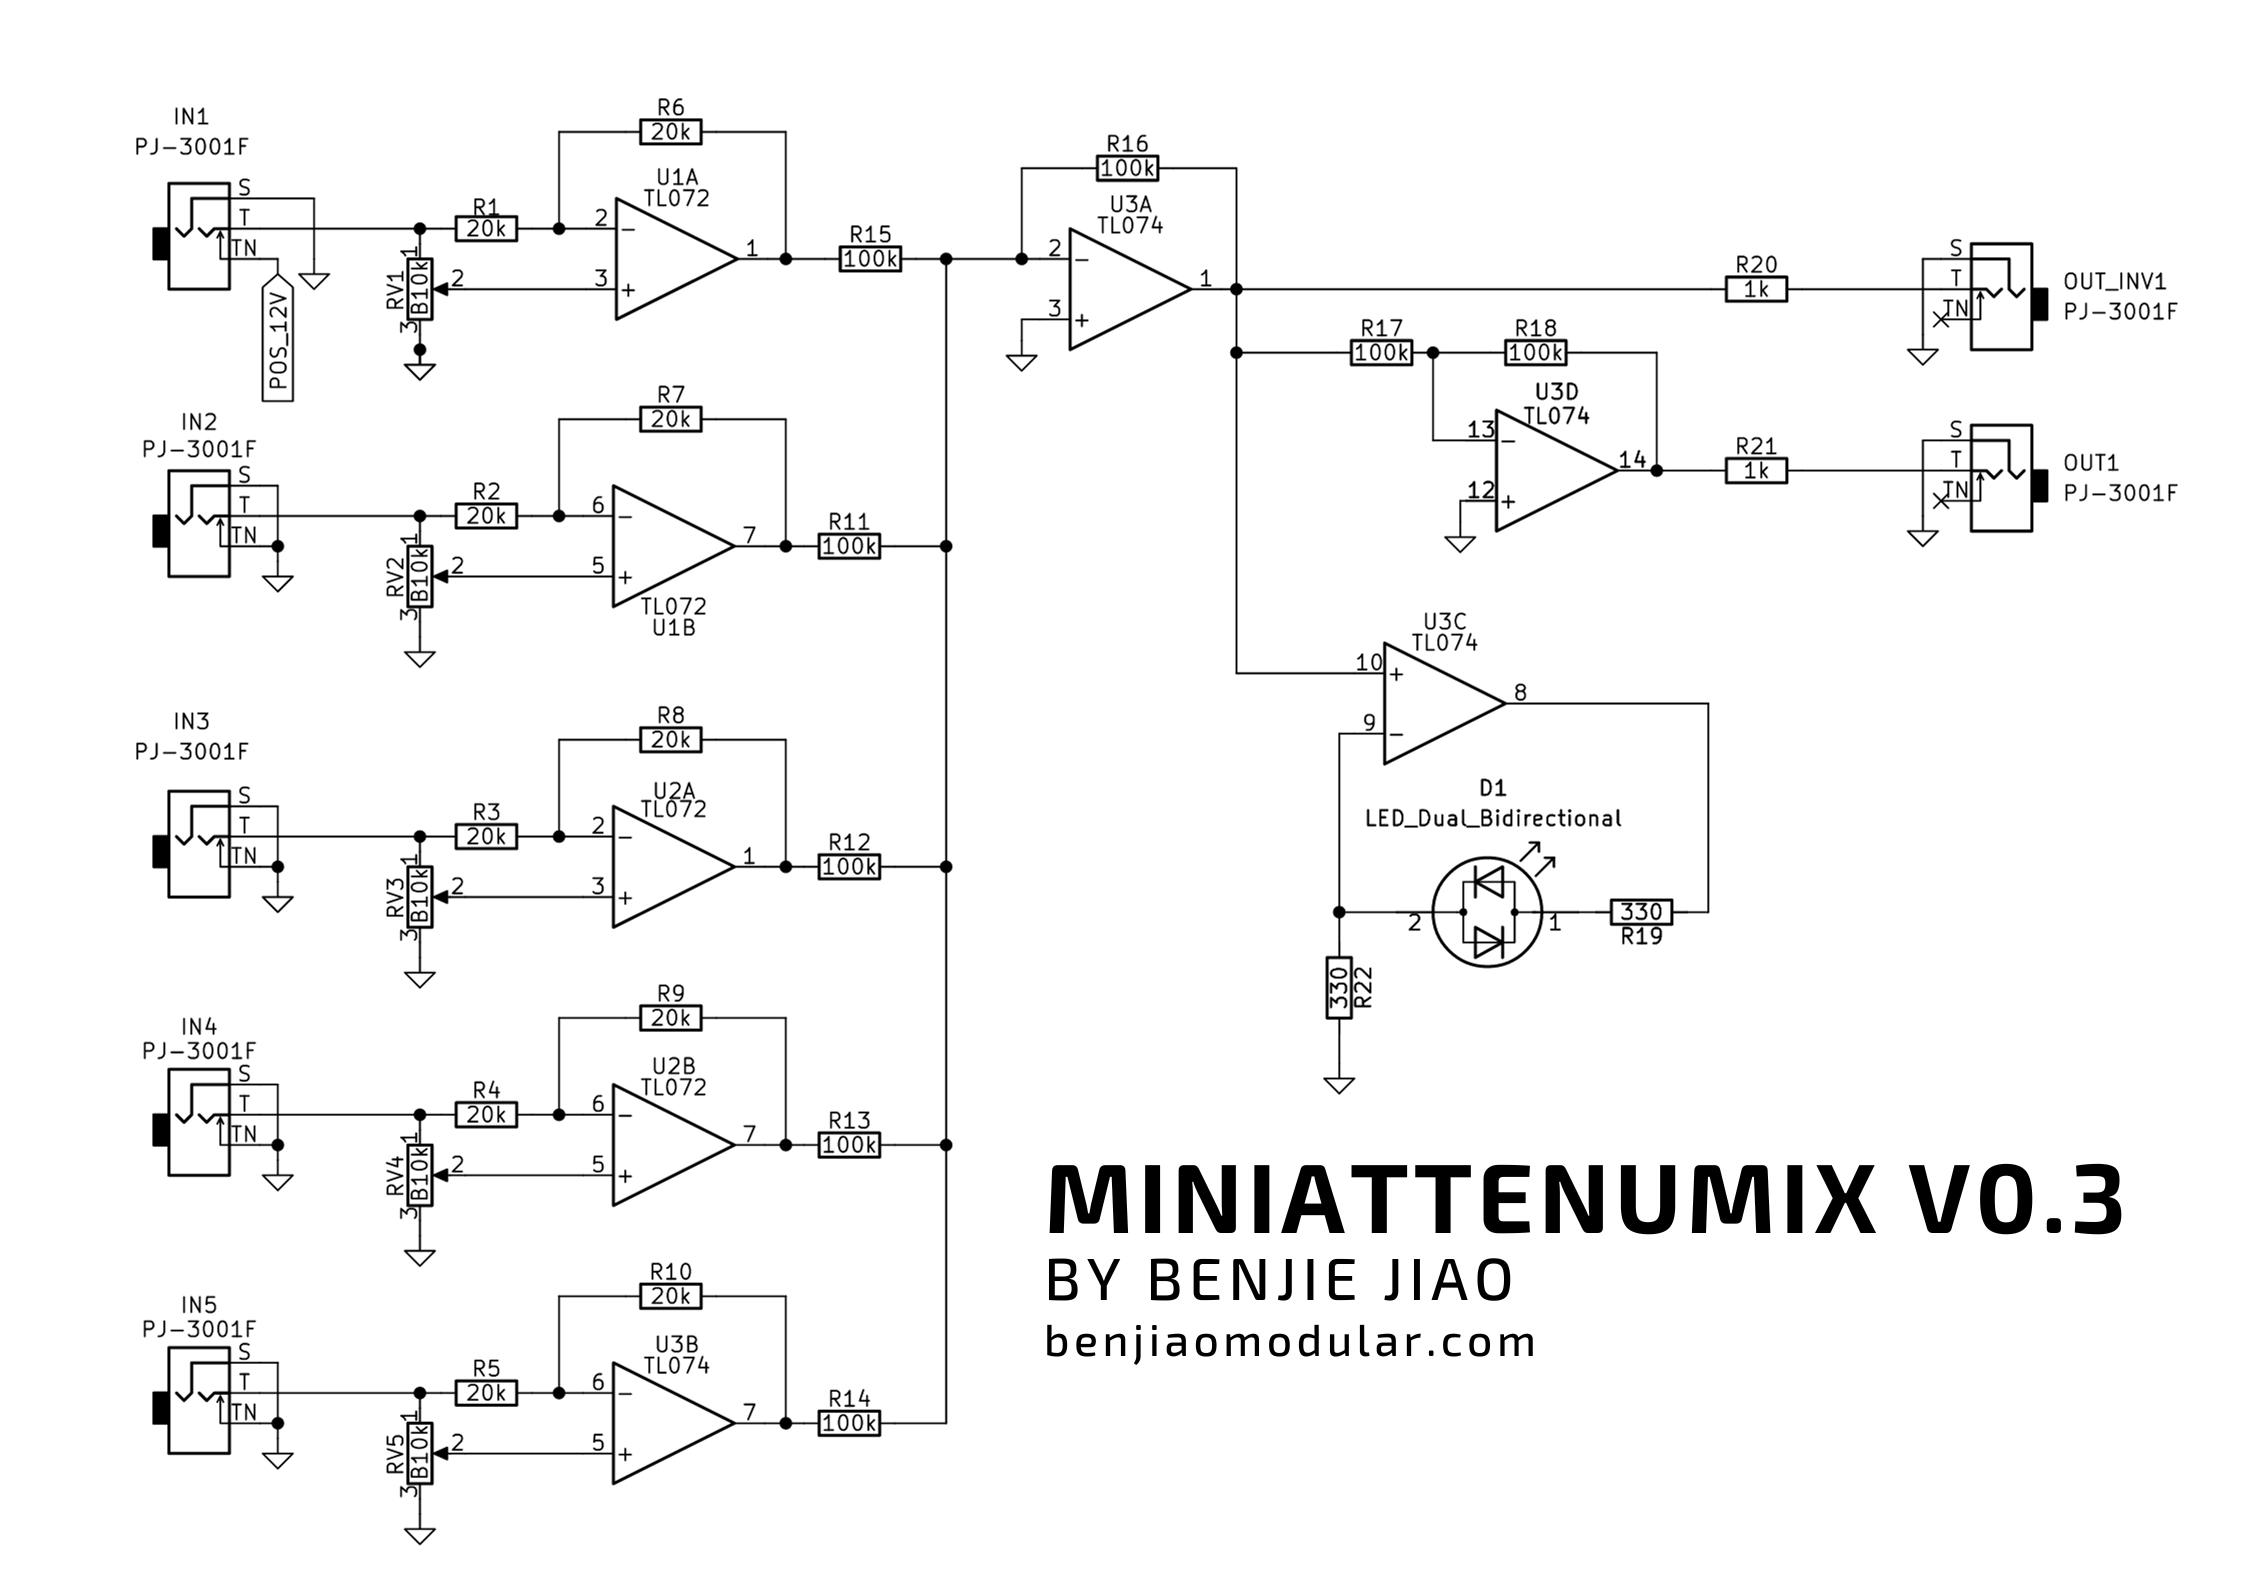 IN1
PJ-3001F
S
T
TN
POS_12V
RV1
B10k
1
2
3
R1
20k
R6
20k
U1A
TL072
2
3
1
−
+
R15
100k
IN2
PJ-3001F
S
T
TN
RV2
B10k
1
2
3
R2
20k
R7
20k
6
5
7
−
+
TL072
U1B
R11
100k
IN3
PJ-3001F
S
T
TN
RV3
B10k
1
2
3
R3
20k
R8
20k
U2A
TL072
2
3
1
−
+
R12
100k
IN4
PJ-3001F
S
T
TN
RV4
B10k
1
2
3
R4
20k
R9
20k
U2B
TL072
6
5
7
−
+
R13
100k
IN5
PJ-3001F
S
T
TN
RV5
B10k
1
2
3
R5
20k
R10
20k
U3B
TL074
6
5
7
−
+
R14
100k
R16
100k
U3A
TL074
2
3
1
−
+
R20
1k
S
T
TN
OUT_INV1
PJ-3001F
R17
100k
R18
100k
U3D
TL074
13
12
14
−
+
R21
1k
S
T
TN
OUT1
PJ-3001F
U3C
TL074
10
9
8
+
−
D1
LED_Dual_Bidirectional
2
1
330
R19
330
R22
MINIATTENUMIX V0.3
BY BENJIE JIAO
benjiaomodular.com